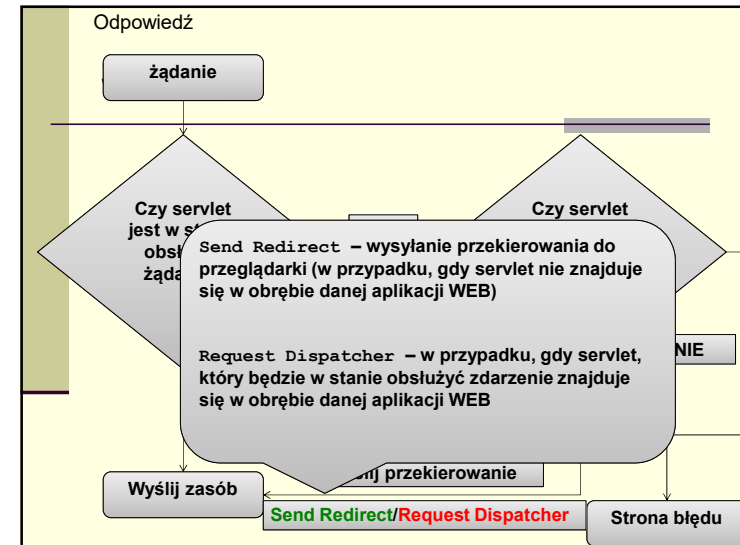 Odpowiedź
żądanie
Czy servlet
jest w
żąda
Czy servlet
Send Redirect – wysyłanie przekierowania do
przeglądarki (w przypadku, gdy servlet nie znajduje
się w obrębie danej aplikacji WEB)
Request Dispatcher – w przypadku, gdy servlet,
który będzie w stanie obsłużyć zdarzenie znajduje
się w obrębie danej aplikacji WEB
NIE
przekierowanie
Wyślij zasób
Send Redirect/Request Dispatcher
Strona błędu